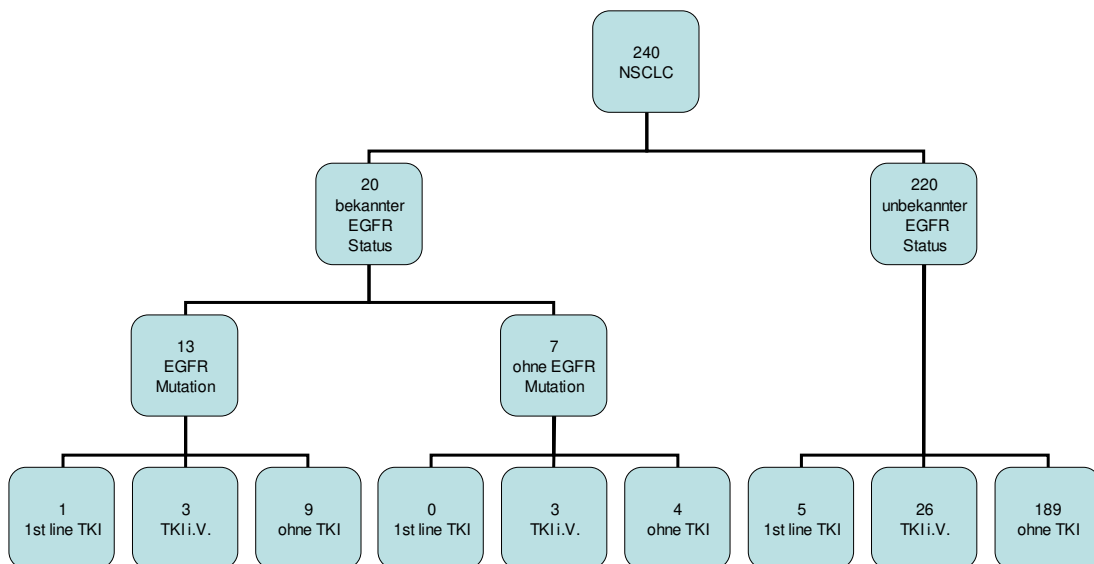 240
NSCLC
20
bekannter
EGFR
Status
220
unbekannter
EGFR
Status
13
EGFR
Mutation
7
ohne EGFR
Mutation
1
1st line TKI
3
TKI i.V.
9
ohne TKI
0
1st line TKI
3
TKI i.V.
4
ohne TKI
5
1st line TKI
26
TKI i.V.
189
ohne TKI